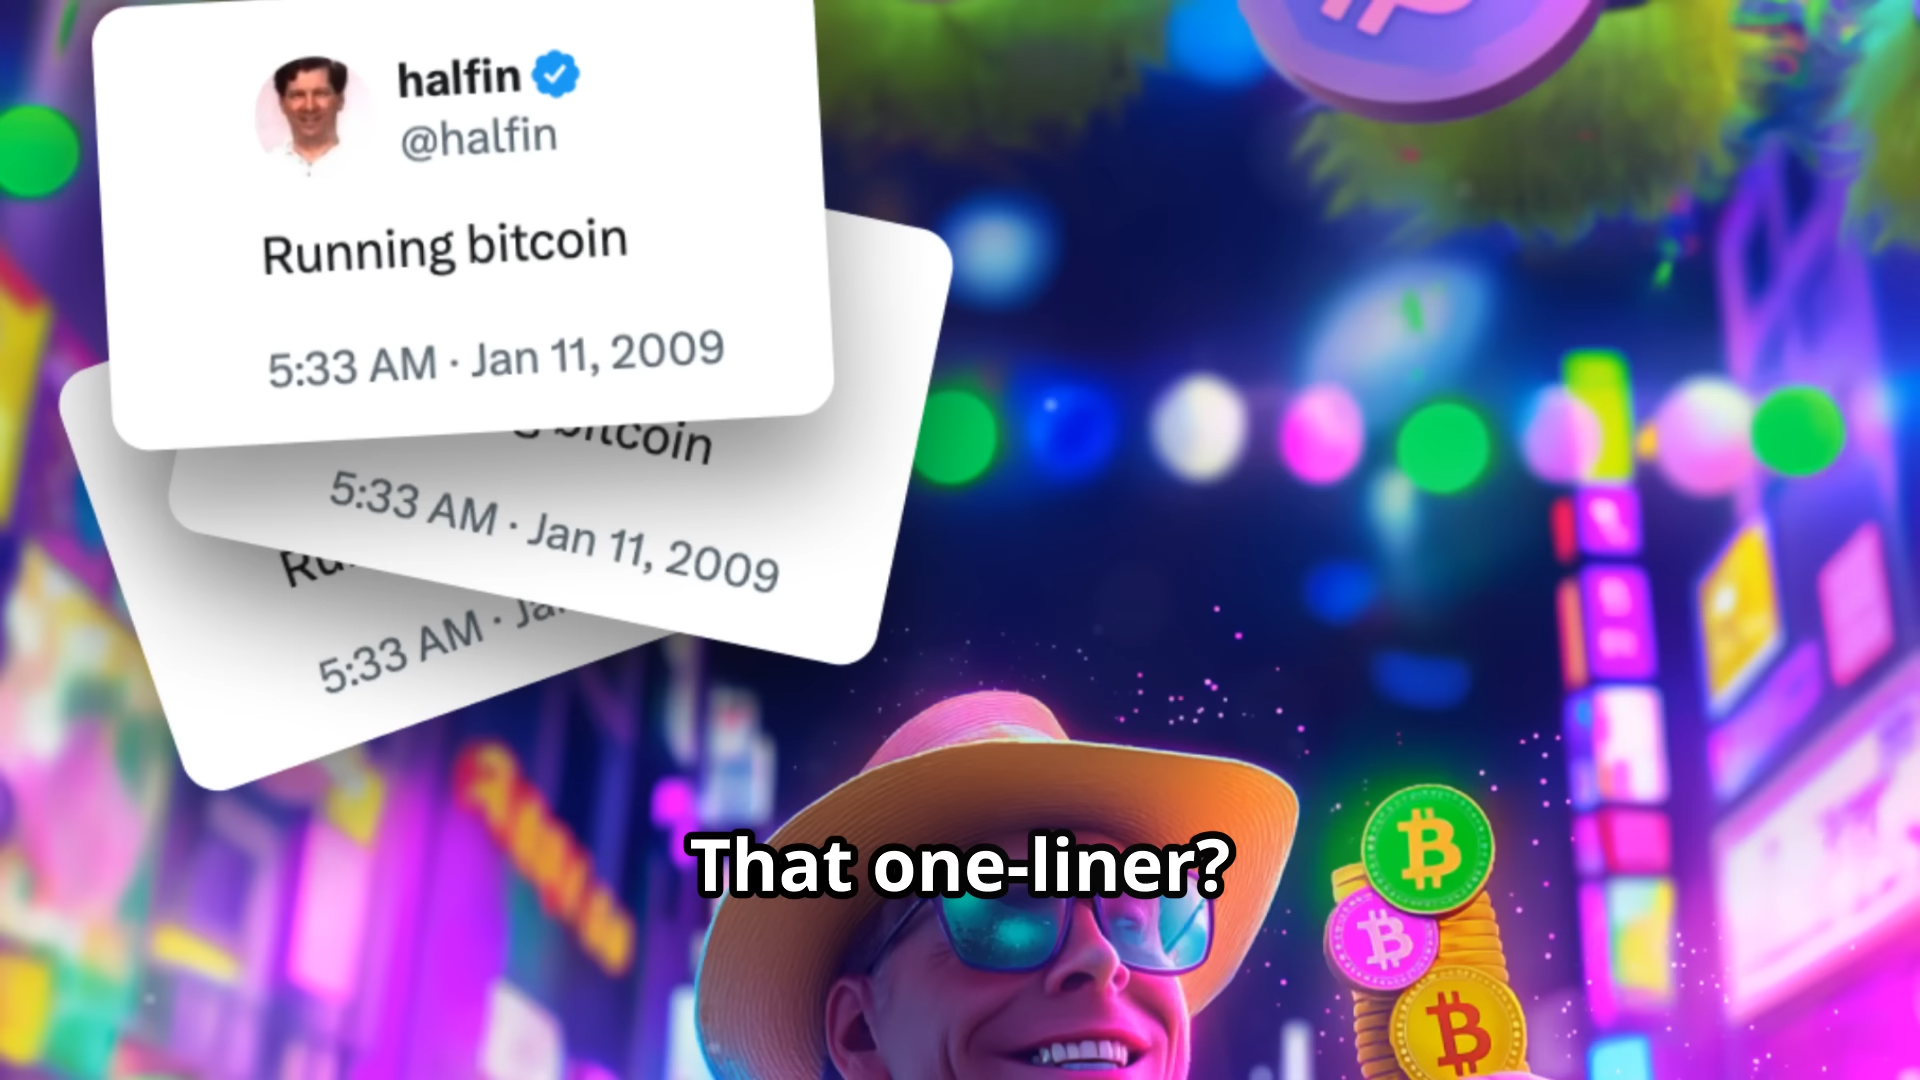 halfin
@halfin
Running bitcoin
5:33 AM · Jan 11, 2009
bitcoin
5:33 AM · Jan 11, 2009
5:33 AM ·
That one-liner?